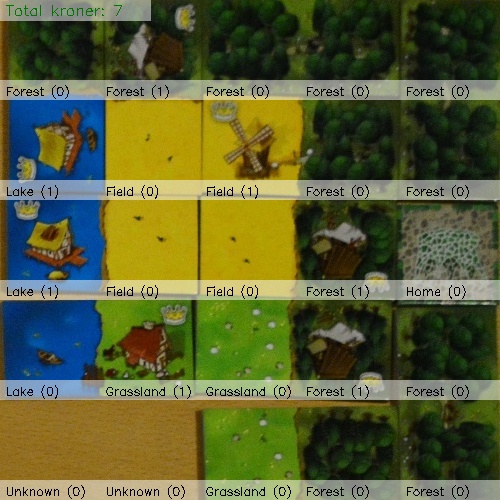 Total kroner: 7
Forest (0) Forest (1) Forest (0) Forest (0) Forest (0)
Lake (1) Field (0) Field (1) Forest (0) Forest (0)
Lake (1) Field (0) Field (0) Forest (1) Home (0)
Lake (0) Grassland (1) Grassland (0) Forest (1) Forest (0)
Unknown (0) Unknown (0) Grassland (0) Forest (0) Forest (0)